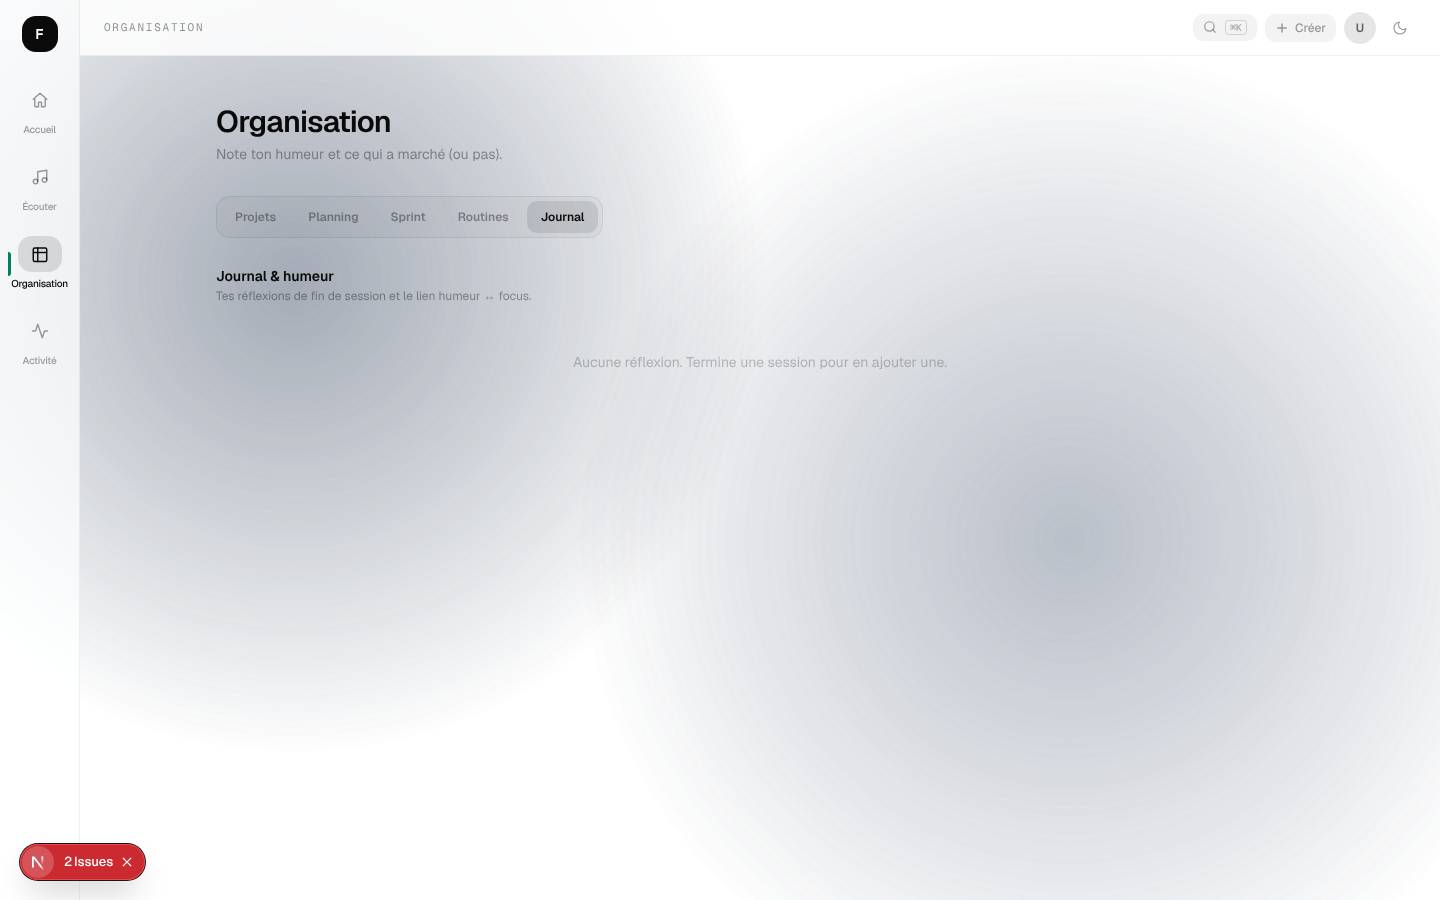 F
ORGANISATION
⌘K
Créer
U
Accueil
Écouter
Organisation
Activité
Organisation
Note ton humeur et ce qui a marché (ou pas).
Projets Planning Sprint Routines Journal
Journal & humeur
Tes réflexions de fin de session et le lien humeur ↔ focus.
Aucune réflexion. Termine une session pour en ajouter une.
N
2 Issues